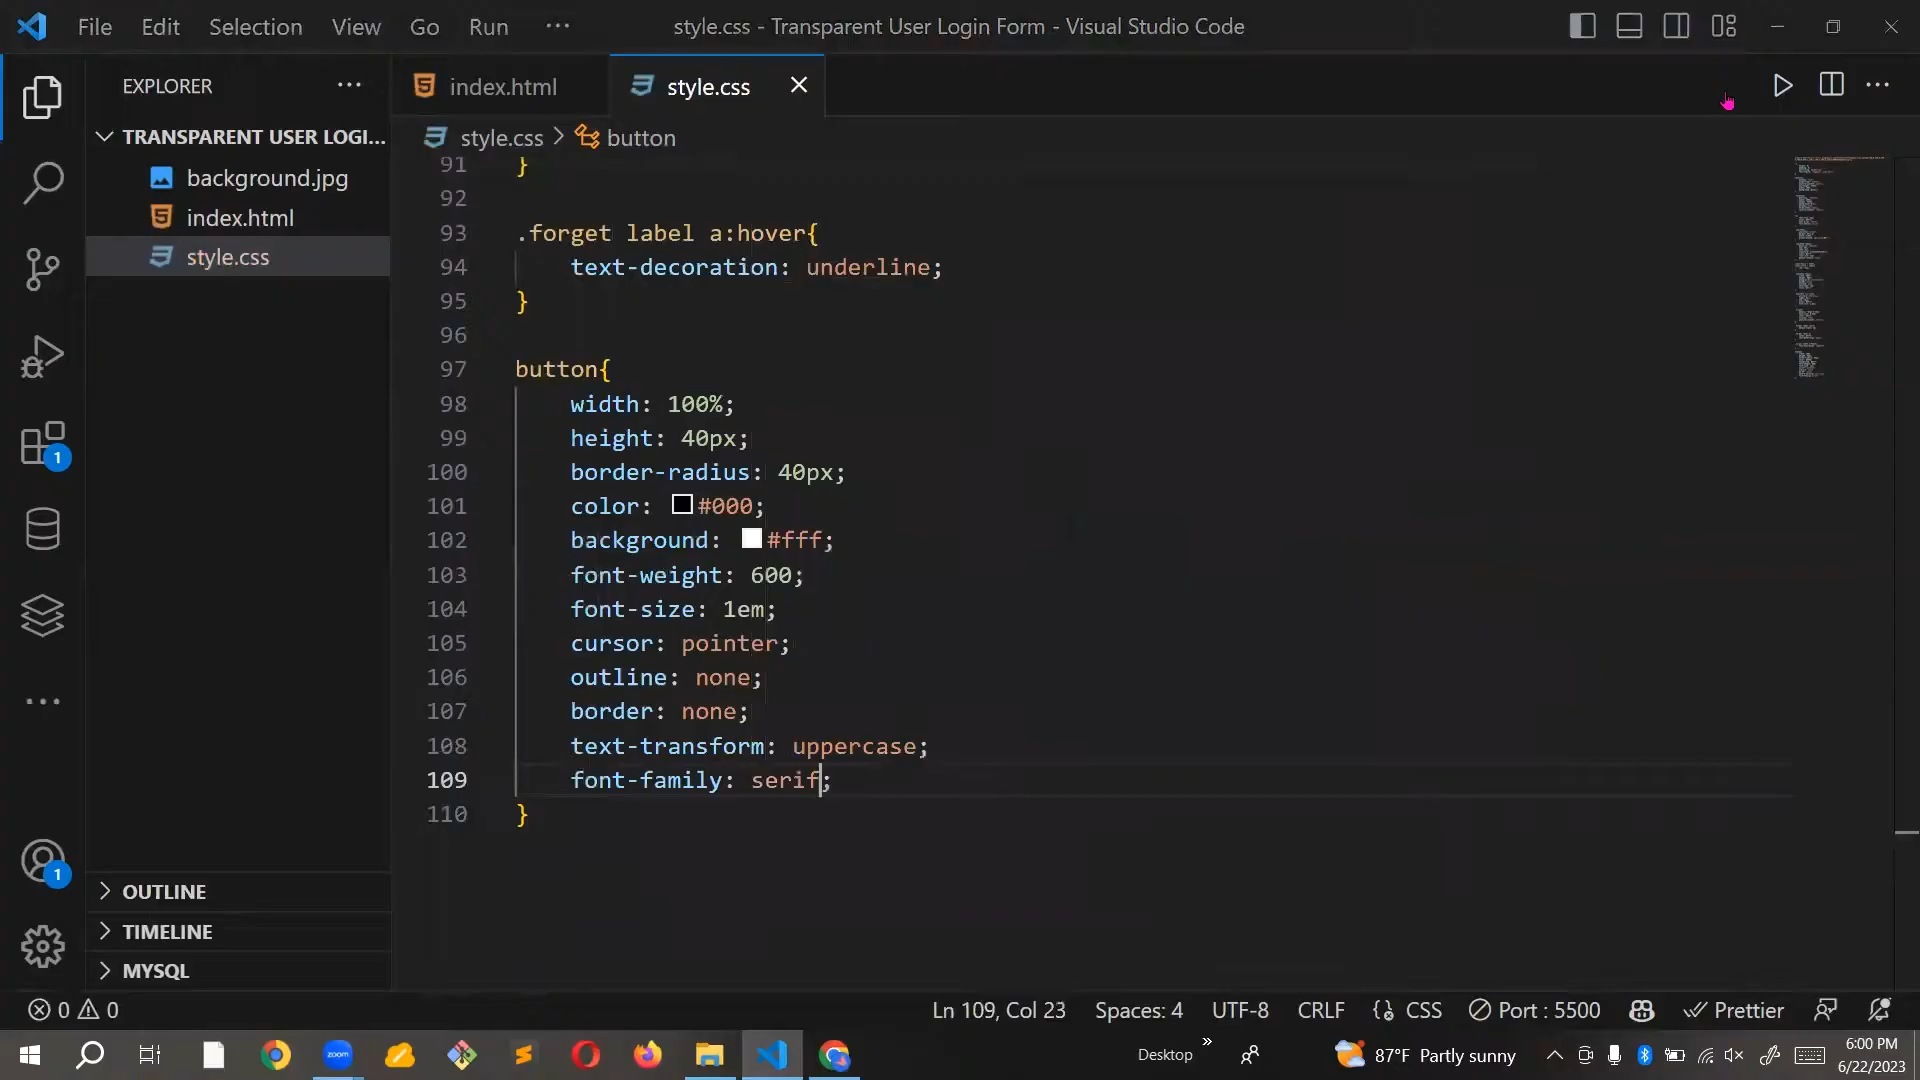 File Edit Selection View Go Run ··· style.css - Transparent User Login Form - Visual Studio Code
EXPLORER ···
index.html
style.css
TRANSPARENT USER LOGI...
background.jpg
index.html
style.css
style.css > button
91 }
92
93 .forget label a:hover{
94 text-decoration: underline;
95 }
96
97 button{
98 width: 100%;
99 height: 40px;
100 border-radius: 40px;
101 color: #000;
102 background: #fff;
103 font-weight: 600;
104 font-size: 1em;
105 cursor: pointer;
106 outline: none;
107 border: none;
108 text-transform: uppercase;
109 font-family: serif;
110 }
1
1
OUTLINE
TIMELINE
MYSQL
0 0 Ln 109, Col 23 Spaces: 4 UTF-8 CRLF CSS Port : 5500 Prettier
zoom
Desktop
87°F Partly sunny
6:00 PM
6/22/2023